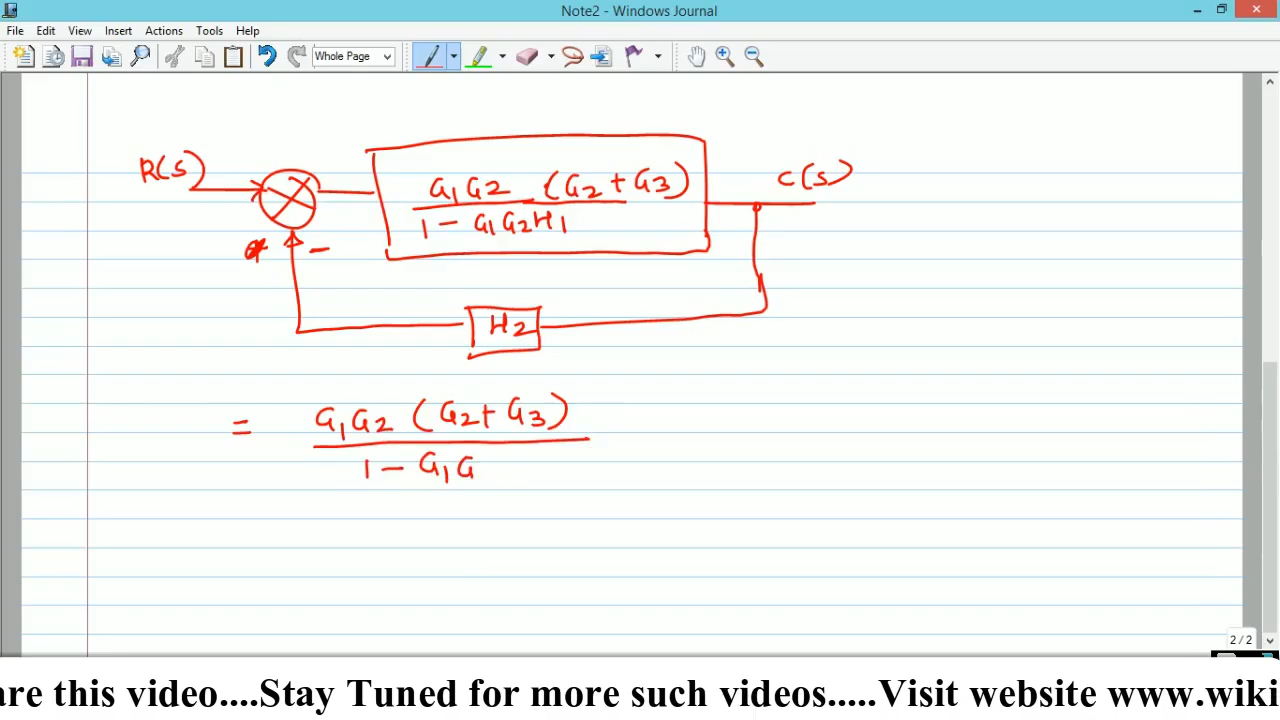 Note2 - Windows Journal
File Edit View Insert Actions Tools Help
Whole Page
R(s)
G1G2 (G2+G3)
1 - G1G2H1
C(s)
-
H2
= G1G2 (G2+G3)
1 - G1G
2 / 2
are this video....Stay Tuned for more such videos.....Visit website www.wiki